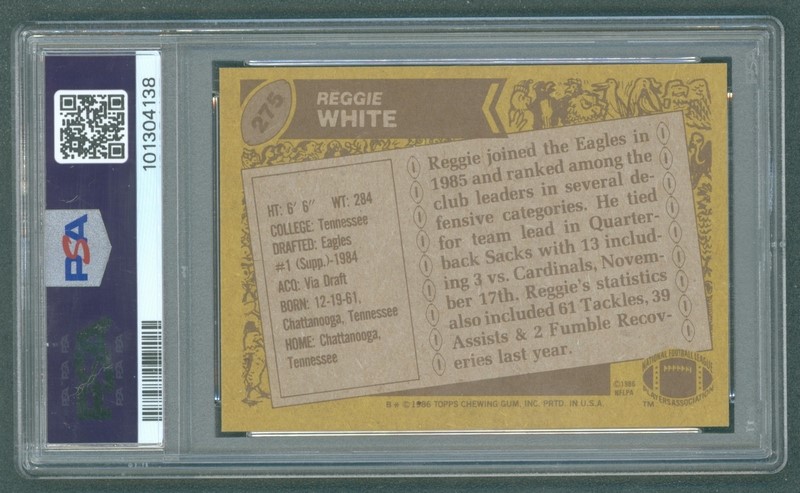 PSA
101304138
275
REGGIE
WHITE
HT: 6' 6" WT: 284
COLLEGE: Tennessee
DRAFTED: Eagles
#1 (Supp.)-1984
ACQ: Via Draft
BORN: 12-19-61,
Chattanooga, Tennessee
HOME: Chattanooga,
Tennessee
Reggie joined the Eagles in
1985 and ranked among the
club leaders in several de-
fensive categories. He tied
for team lead in Quarter-
back Sacks with 13 includ-
ing 3 vs. Cardinals, Novem-
ber 17th. Reggie's statistics
also included 61 Tackles, 39
Assists & 2 Fumble Recov-
eries last year.
©1986
NFLPA
NATIONAL FOOTBALL LEAGUE
PLAYERS ASSOCIATION
TM
B* © 1986 TOPPS CHEWING GUM, INC. PRTD. IN U.S.A.